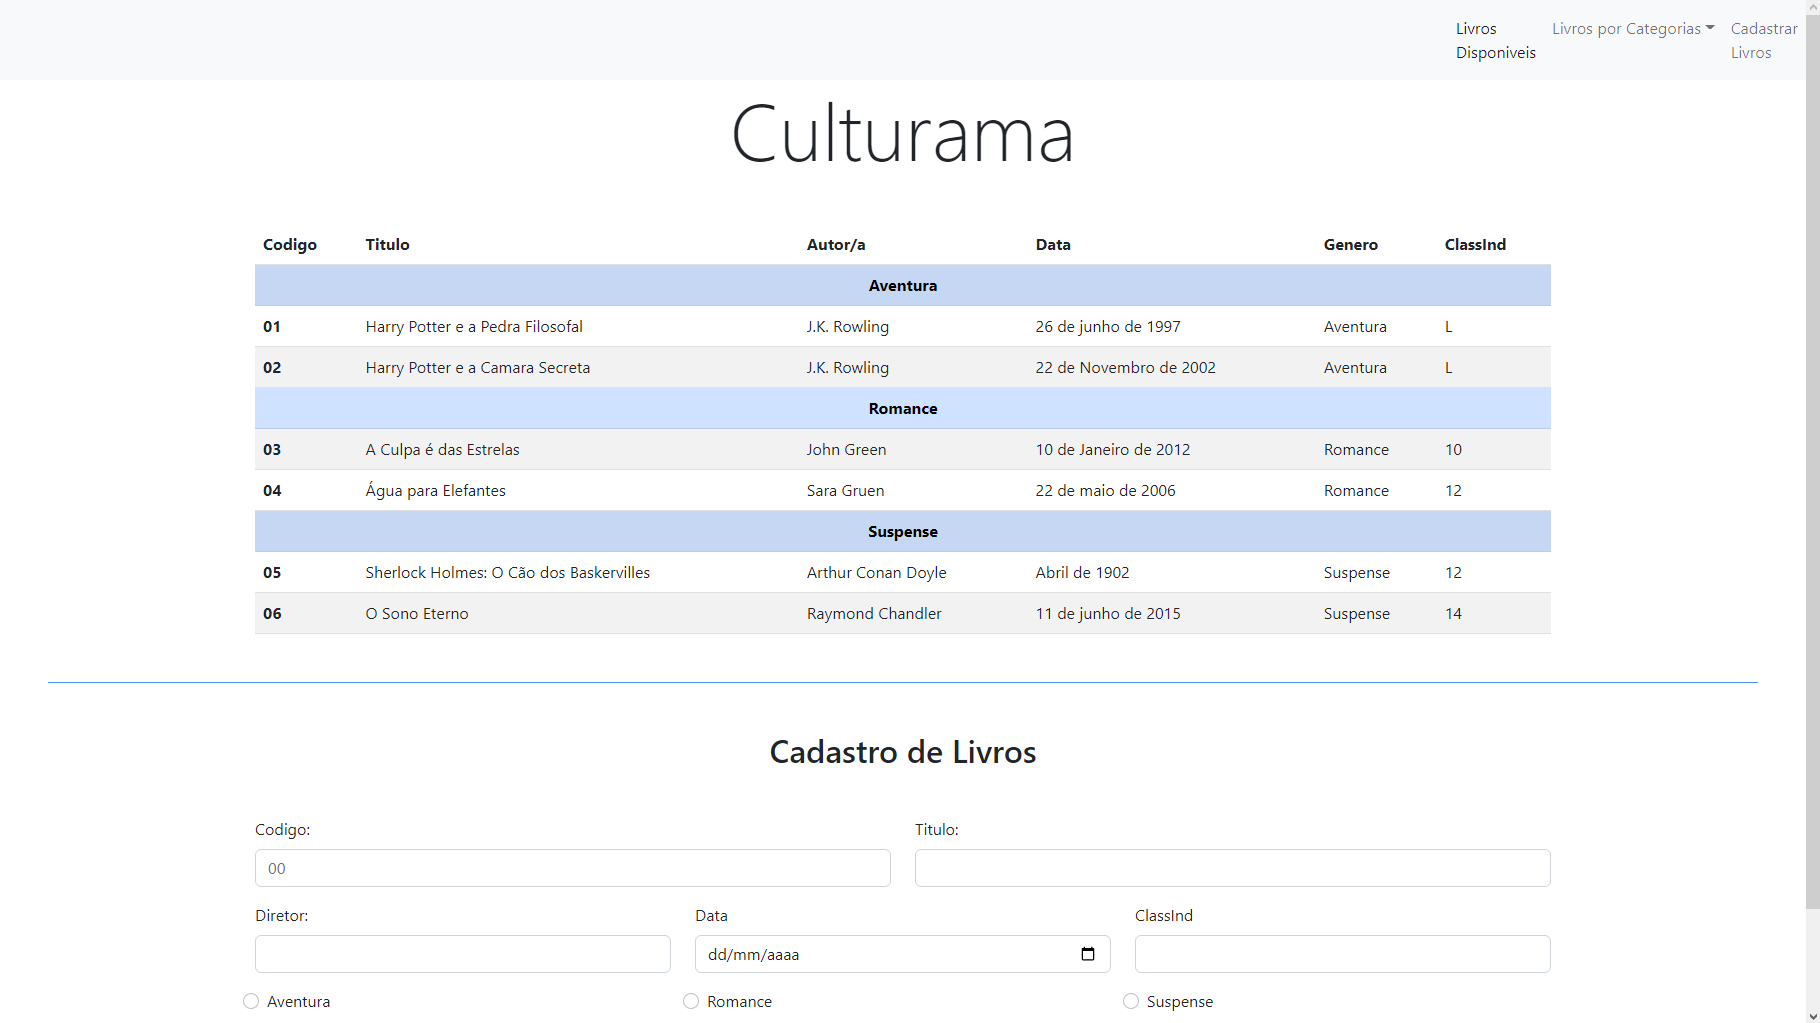 Livros Disponiveis
Livros por Categorias
Cadastrar Livros
Culturama
Codigo Titulo Autor/a Data Genero ClassInd
Aventura
01 Harry Potter e a Pedra Filosofal J.K. Rowling 26 de junho de 1997 Aventura L
02 Harry Potter e a Camara Secreta J.K. Rowling 22 de Novembro de 2002 Aventura L
Romance
03 A Culpa é das Estrelas John Green 10 de Janeiro de 2012 Romance 10
04 Água para Elefantes Sara Gruen 22 de maio de 2006 Romance 12
Suspense
05 Sherlock Holmes: O Cão dos Baskervilles Arthur Conan Doyle Abril de 1902 Suspense 12
06 O Sono Eterno Raymond Chandler 11 de junho de 2015 Suspense 14
Cadastro de Livros
Codigo: Titulo:
00
Diretor: Data ClassInd
dd/mm/aaaa
Aventura Romance Suspense